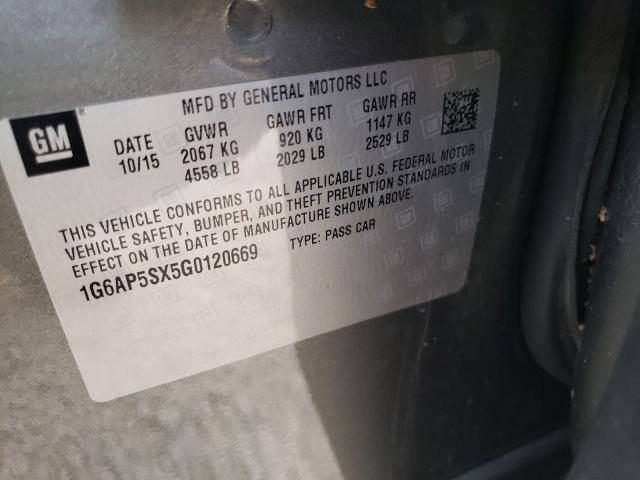 MFD BY GENERAL MOTORS LLC
GM
DATE GVWR GAWR FRT GAWR RR
10/15 2067 KG 920 KG 1147 KG
4558 LB 2029 LB 2529 LB
THIS VEHICLE CONFORMS TO ALL APPLICABLE U.S. FEDERAL MOTOR
VEHICLE SAFETY, BUMPER, AND THEFT PREVENTION STANDARDS IN
EFFECT ON THE DATE OF MANUFACTURE SHOWN ABOVE.
1G6AP5SX5G0120669 TYPE: PASS CAR